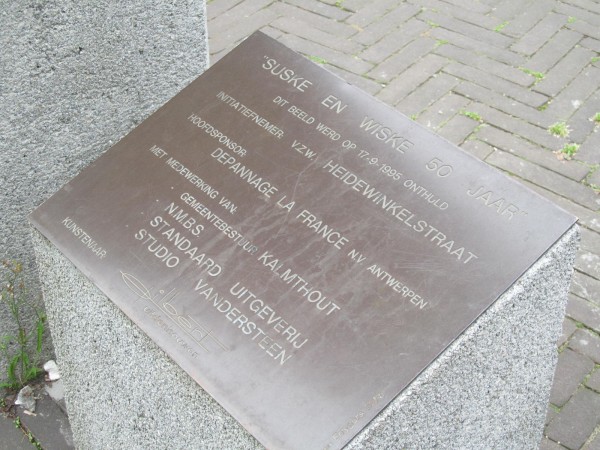 "SUSKE EN WISKE 50 JAAR"
DIT BEELD WERD OP 17-9-1995 ONTHULD
INITIATIEFNEMER VZW HEIDEWINKELSTRAAT
HOOFDSPONSOR:
DEPANNAGE LA FRANCE N.V. ANTWERPEN
MET MEDEWERKING VAN:
GEMEENTEBESTUUR KALMTHOUT
N.M.B.S.
STANDAARD UITGEVERIJ
STUDIO VANDERSTEEN
KUNSTENAAR